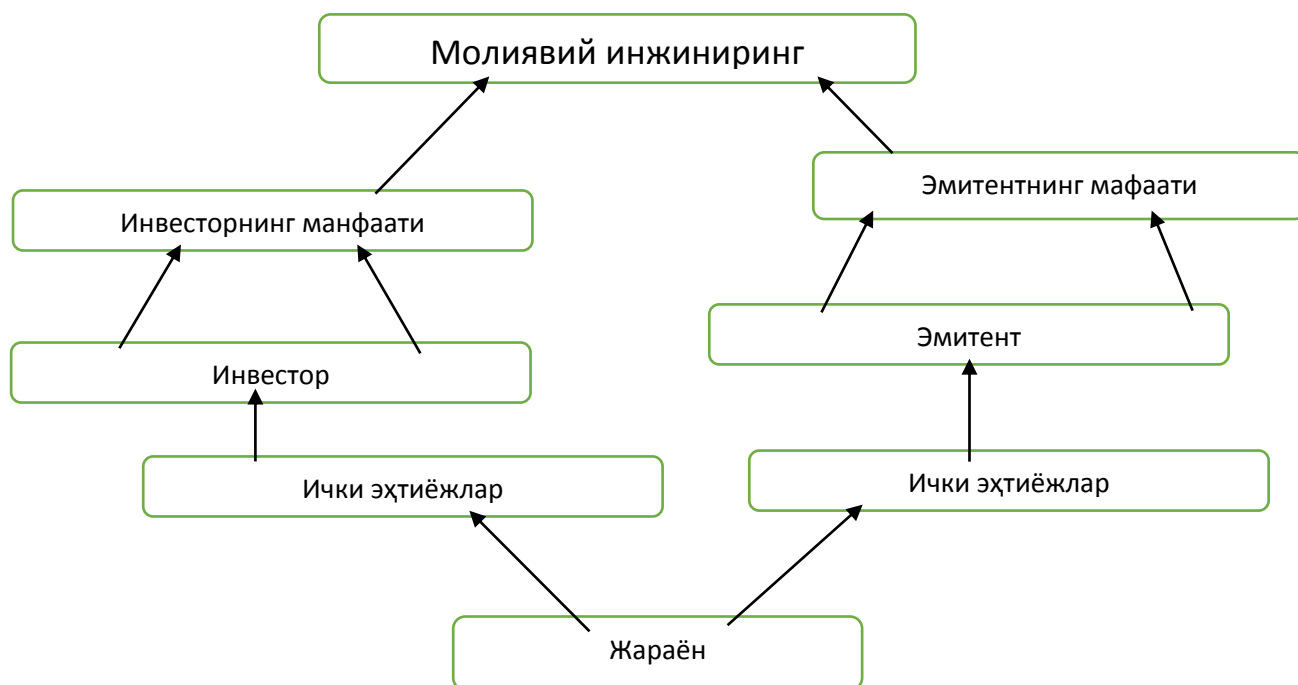 Молиявий инжиниринг
Эмитентнинг мафаати
Инвесторнинг манфаати
Эмитент
Инвестор
Ички эҳтиёжлар
Ички эҳтиёжлар
Жараён